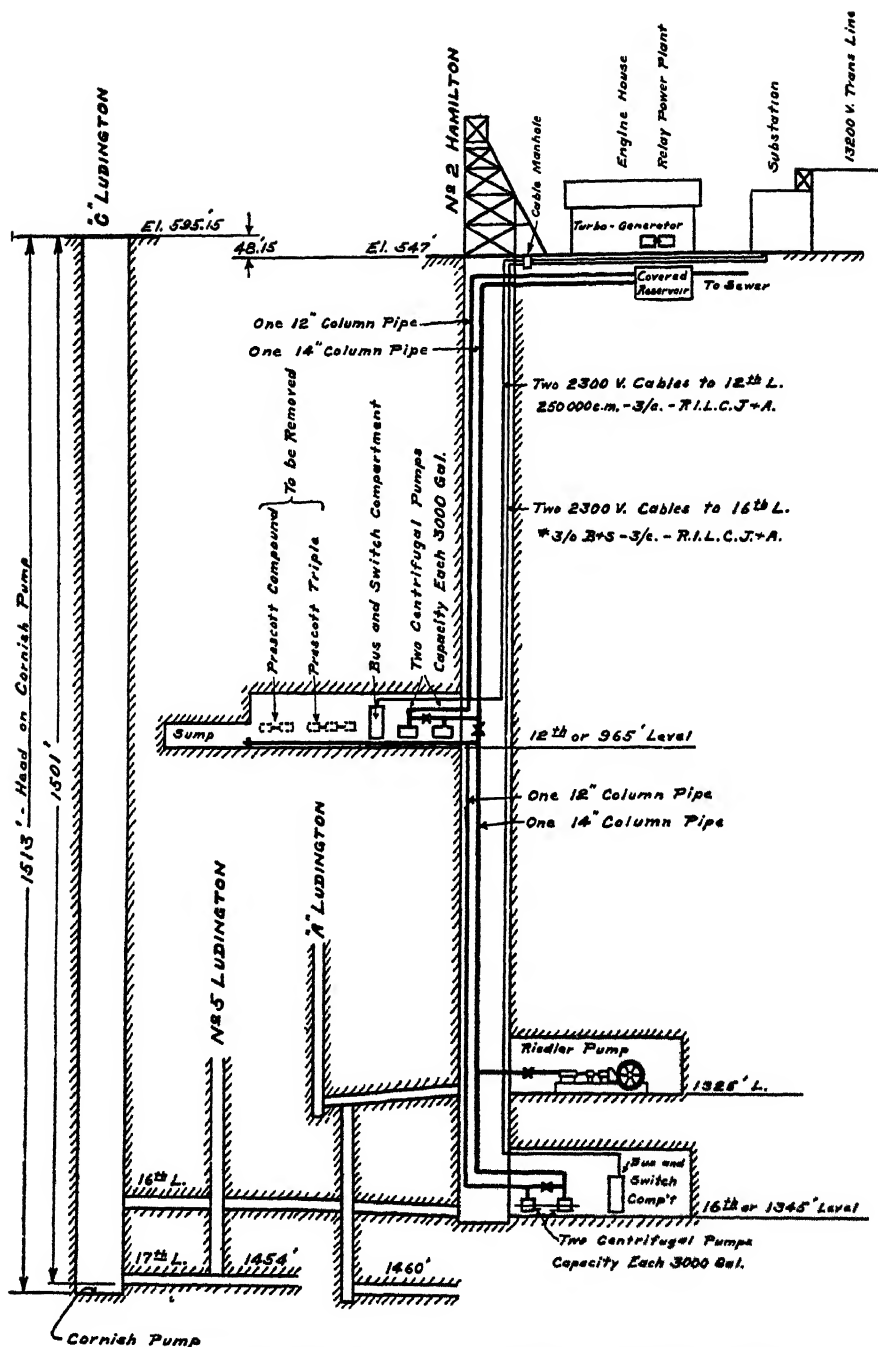 "C" LUDINGTON
El. 595.15'
48.15'
El. 547'
Nº 2 HAMILTON
Cable Manhole
Engine House
Relay Power Plant
Substation
13200 V. Trans Line
Turbo-Generator
Covered
Reservoir
To Sewer
One 12" Column Pipe
One 14" Column Pipe
Two 2300 V. Cables to 12th L.
250000 c.m. - 3/c. - R.I.L.C.J+A.
Two 2300 V. Cables to 16th L.
# 3/0 B+S - 3/c. - R.I.L.C.J.+A.
Prescott Compound
Prescott Triple
To be Removed
Bus and Switch Compartment
Two Centrifugal Pumps
Capacity Each 3000 Gal.
Sump
12th or 965' Level
One 12" Column Pipe
One 14" Column Pipe
1513' - Head on Cornish Pump
1501'
Nº 5 LUDINGTON
"A" LUDINGTON
Riedler Pump
1325' L.
Bus and
Switch
Comp't
16th or 1345' Level
Two Centrifugal Pumps
Capacity Each 3000 Gal.
16th L.
17th L.
1454'
1460'
Cornish Pump